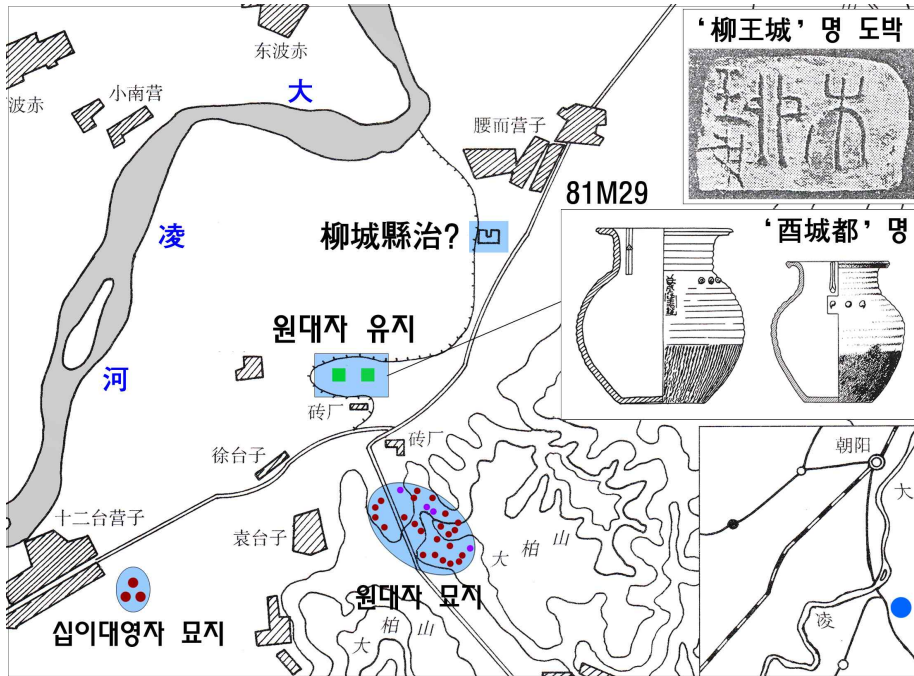 东波赤
波赤
小南营
大
凌
河
腰而营子
柳城縣治?
원대자 유지
砖厂
砖厂
徐台子
十二台营子
袁台子
십이대영자 묘지
원대자 묘지
大柏山
大柏山
'柳王城' 명 도박
81M29
'酉城都' 명
朝阳
大
凌